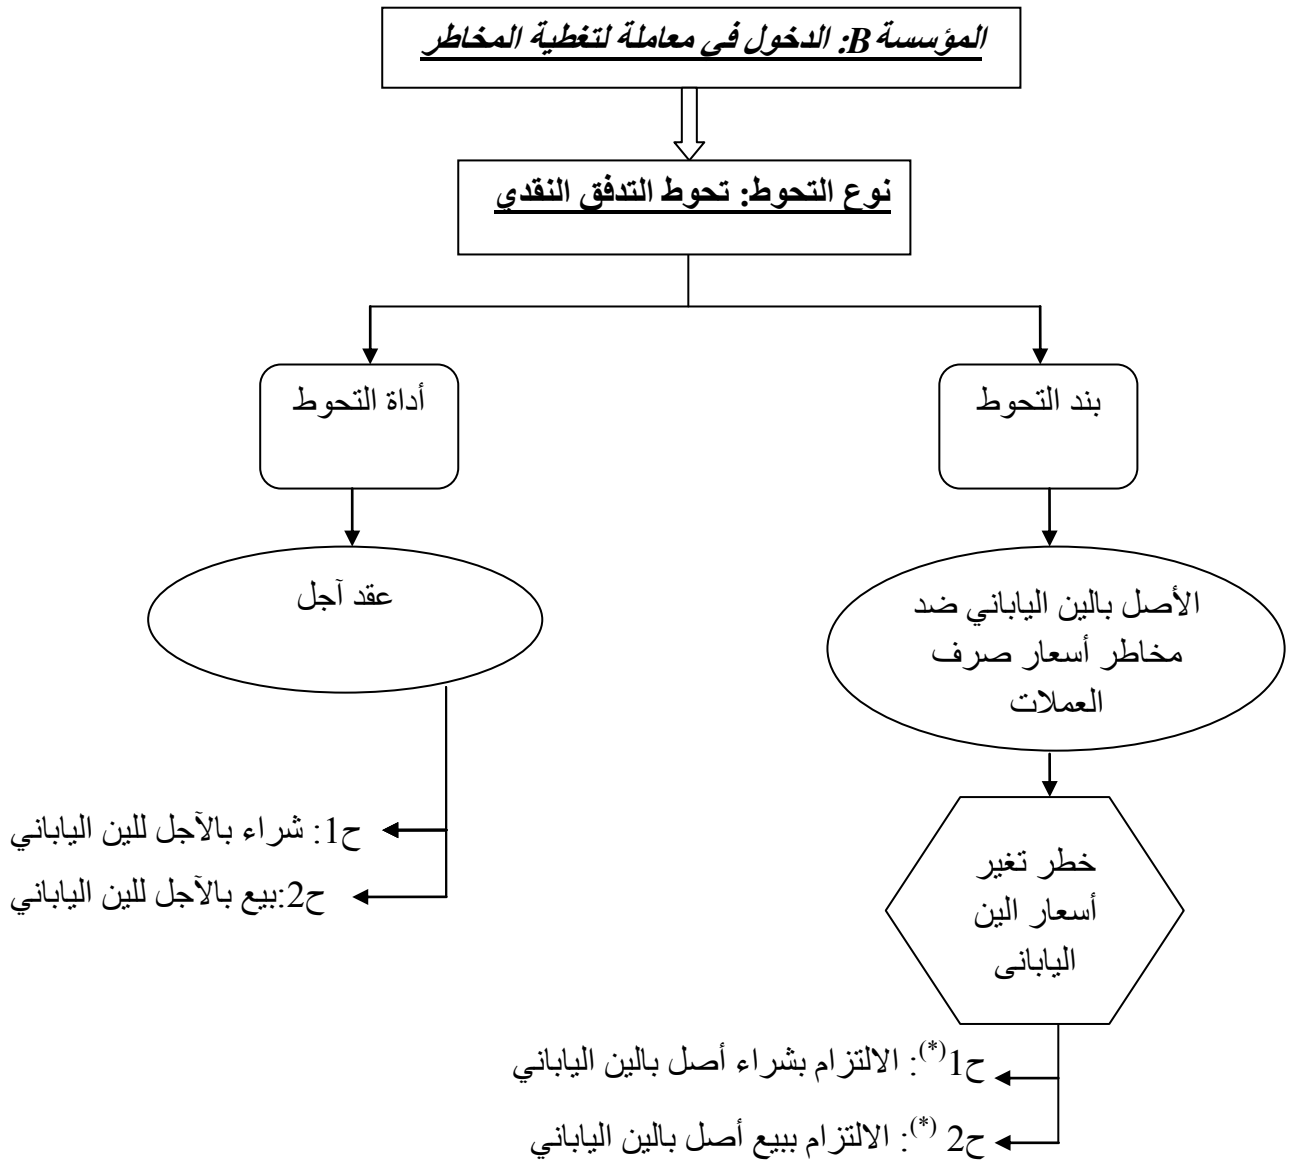 المؤسسة B: الدخول في معاملة لتغطية المخاطر
نوع التحوط: تحوط التدفق النقدي
بند التحوط
أداة التحوط
الأصل بالين الياباني ضد
مخاطر أسعار صرف
العملات
عقد آجل
خطر تغير
أسعار الين
اليابانى
ح1: شراء بالآجل للين الياباني
ح2:بيع بالآجل للين الياباني
ح1(*): الالتزام بشراء أصل بالين الياباني
ح2 (*): الالتزام ببيع أصل بالين الياباني